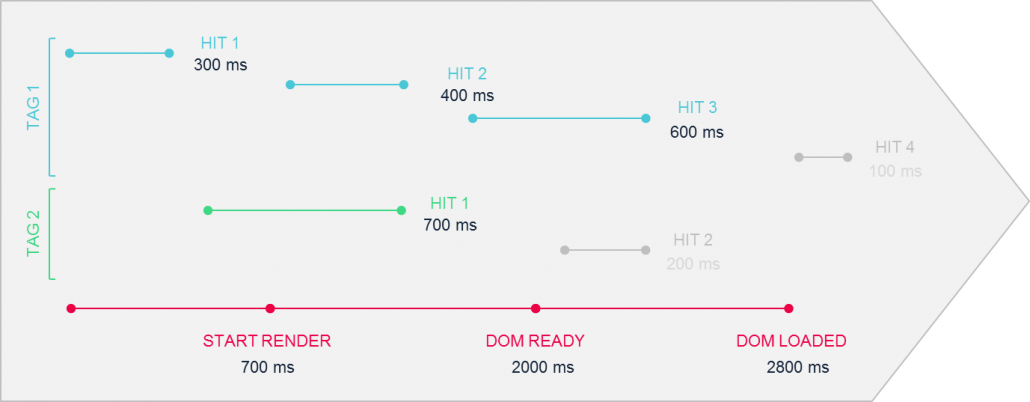 TAG 1
HIT 1
300 ms
HIT 2
400 ms
HIT 3
600 ms
HIT 4
100 ms
TAG 2
HIT 1
700 ms
HIT 2
200 ms
START RENDER
700 ms
DOM READY
2000 ms
DOM LOADED
2800 ms